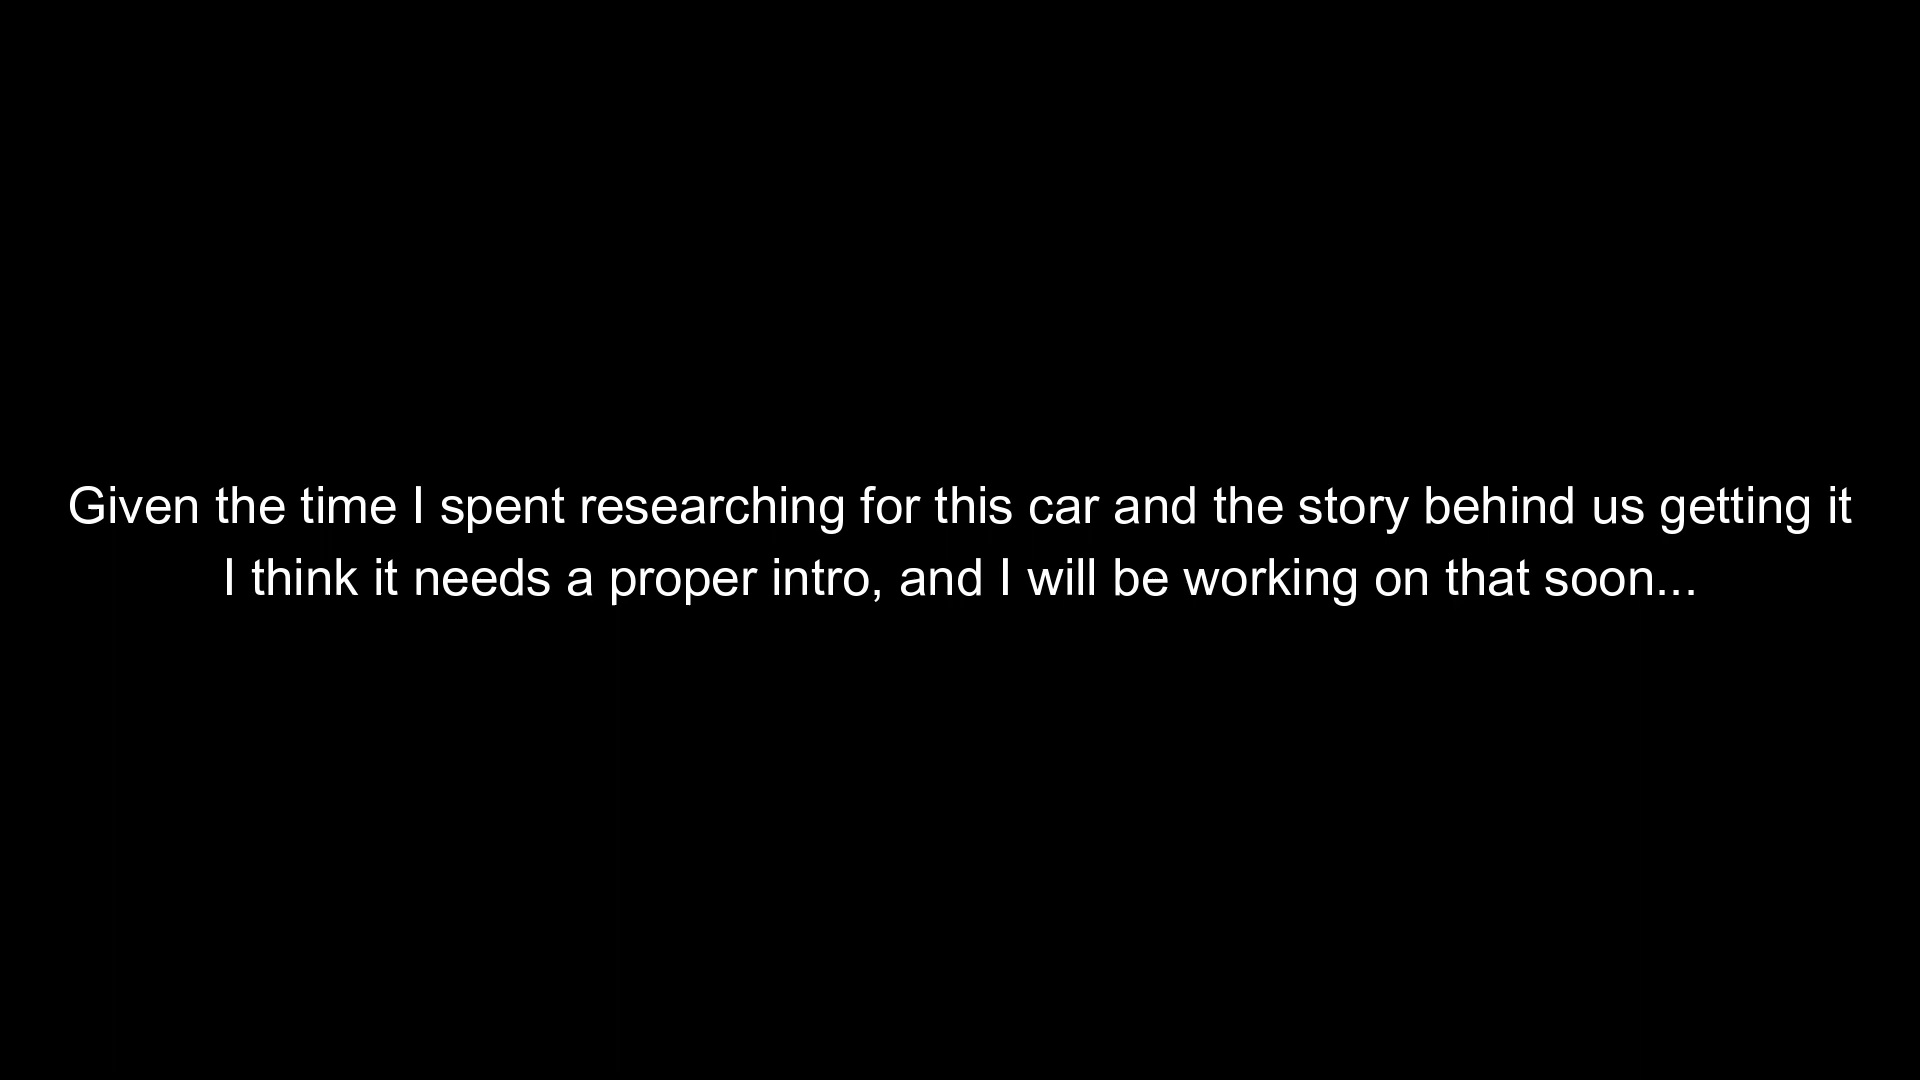 Given the time I spent researching for this car and the story behind us getting it
I think it needs a proper intro, and I will be working on that soon...